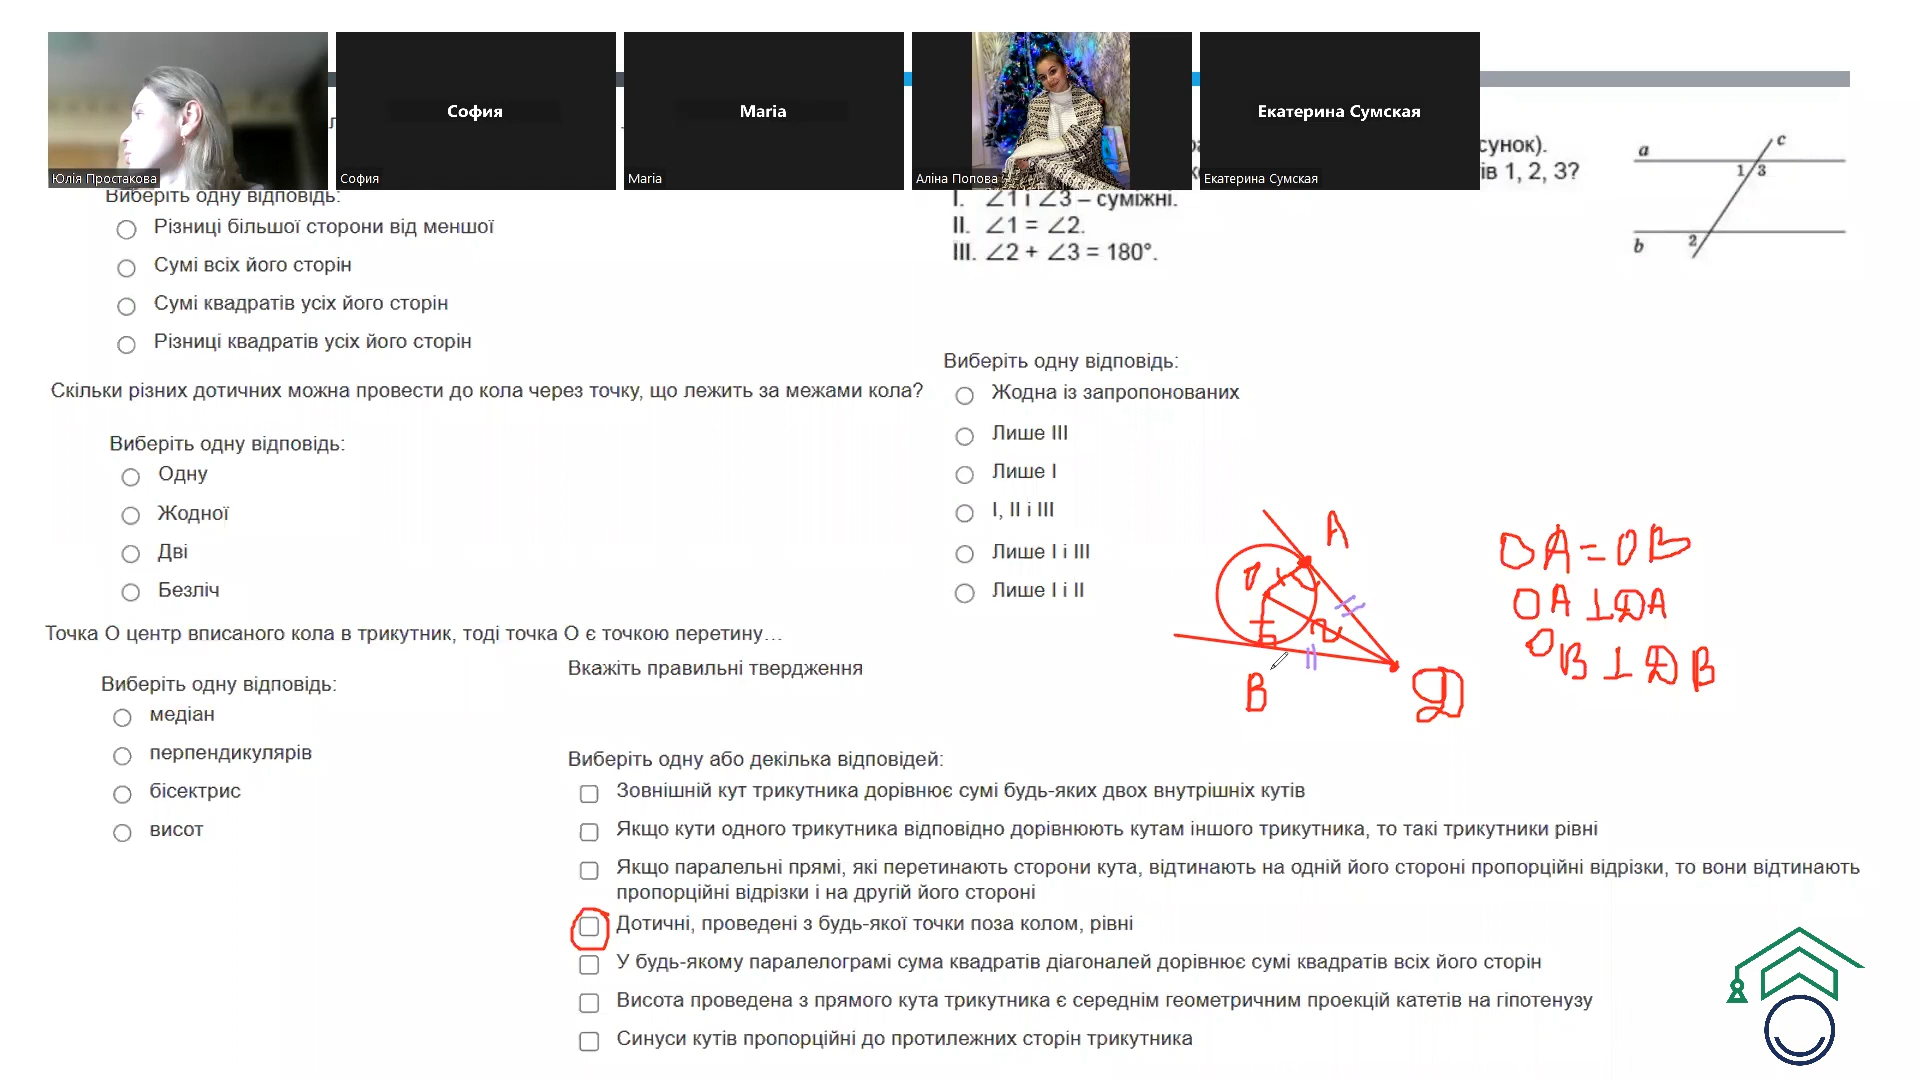 София
Maria
Екатерина Сумская
Юлія Простакова
София
Maria
Аліна Попова
Екатерина Сумская
Виберіть одну відповідь:
Різниці більшої сторони від меншої
Сумі всіх його сторін
Сумі квадратів усіх його сторін
Різниці квадратів усіх його сторін
Скільки різних дотичних можна провести до кола через точку, що лежить за межами кола?
Виберіть одну відповідь:
Одну
Жодної
Дві
Безліч
Точка О центр вписаного кола в трикутник, тоді точка О є точкою перетину…
Виберіть одну відповідь:
медіан
перпендикулярів
бісектрис
висот
1, 2, 3?
I. ∠1 і ∠3 – суміжні.
II. ∠1 = ∠2.
III. ∠2 + ∠3 = 180°.
a
c
1
3
b
2
Виберіть одну відповідь:
Жодна із запропонованих
Лише III
Лише I
I, II і III
Лише I і III
Лише I і II
A
O
B
D
OA = OB
OA ⊥ DA
OB ⊥ DB
Вкажіть правильні твердження
Виберіть одну або декілька відповідей:
Зовнішній кут трикутника дорівнює сумі будь-яких двох внутрішніх кутів
Якщо кути одного трикутника відповідно дорівнюють кутам іншого трикутника, то такі трикутники рівні
Якщо паралельні прямі, які перетинають сторони кута, відтинають на одній його стороні пропорційні відрізки, то вони відтинають
пропорційні відрізки і на другій його стороні
Дотичні, проведені з будь-якої точки поза колом, рівні
У будь-якому паралелограмі сума квадратів діагоналей дорівнює сумі квадратів всіх його сторін
Висота проведена з прямого кута трикутника є середнім геометричним проекцій катетів на гіпотенузу
Синуси кутів пропорційні до протилежних сторін трикутника